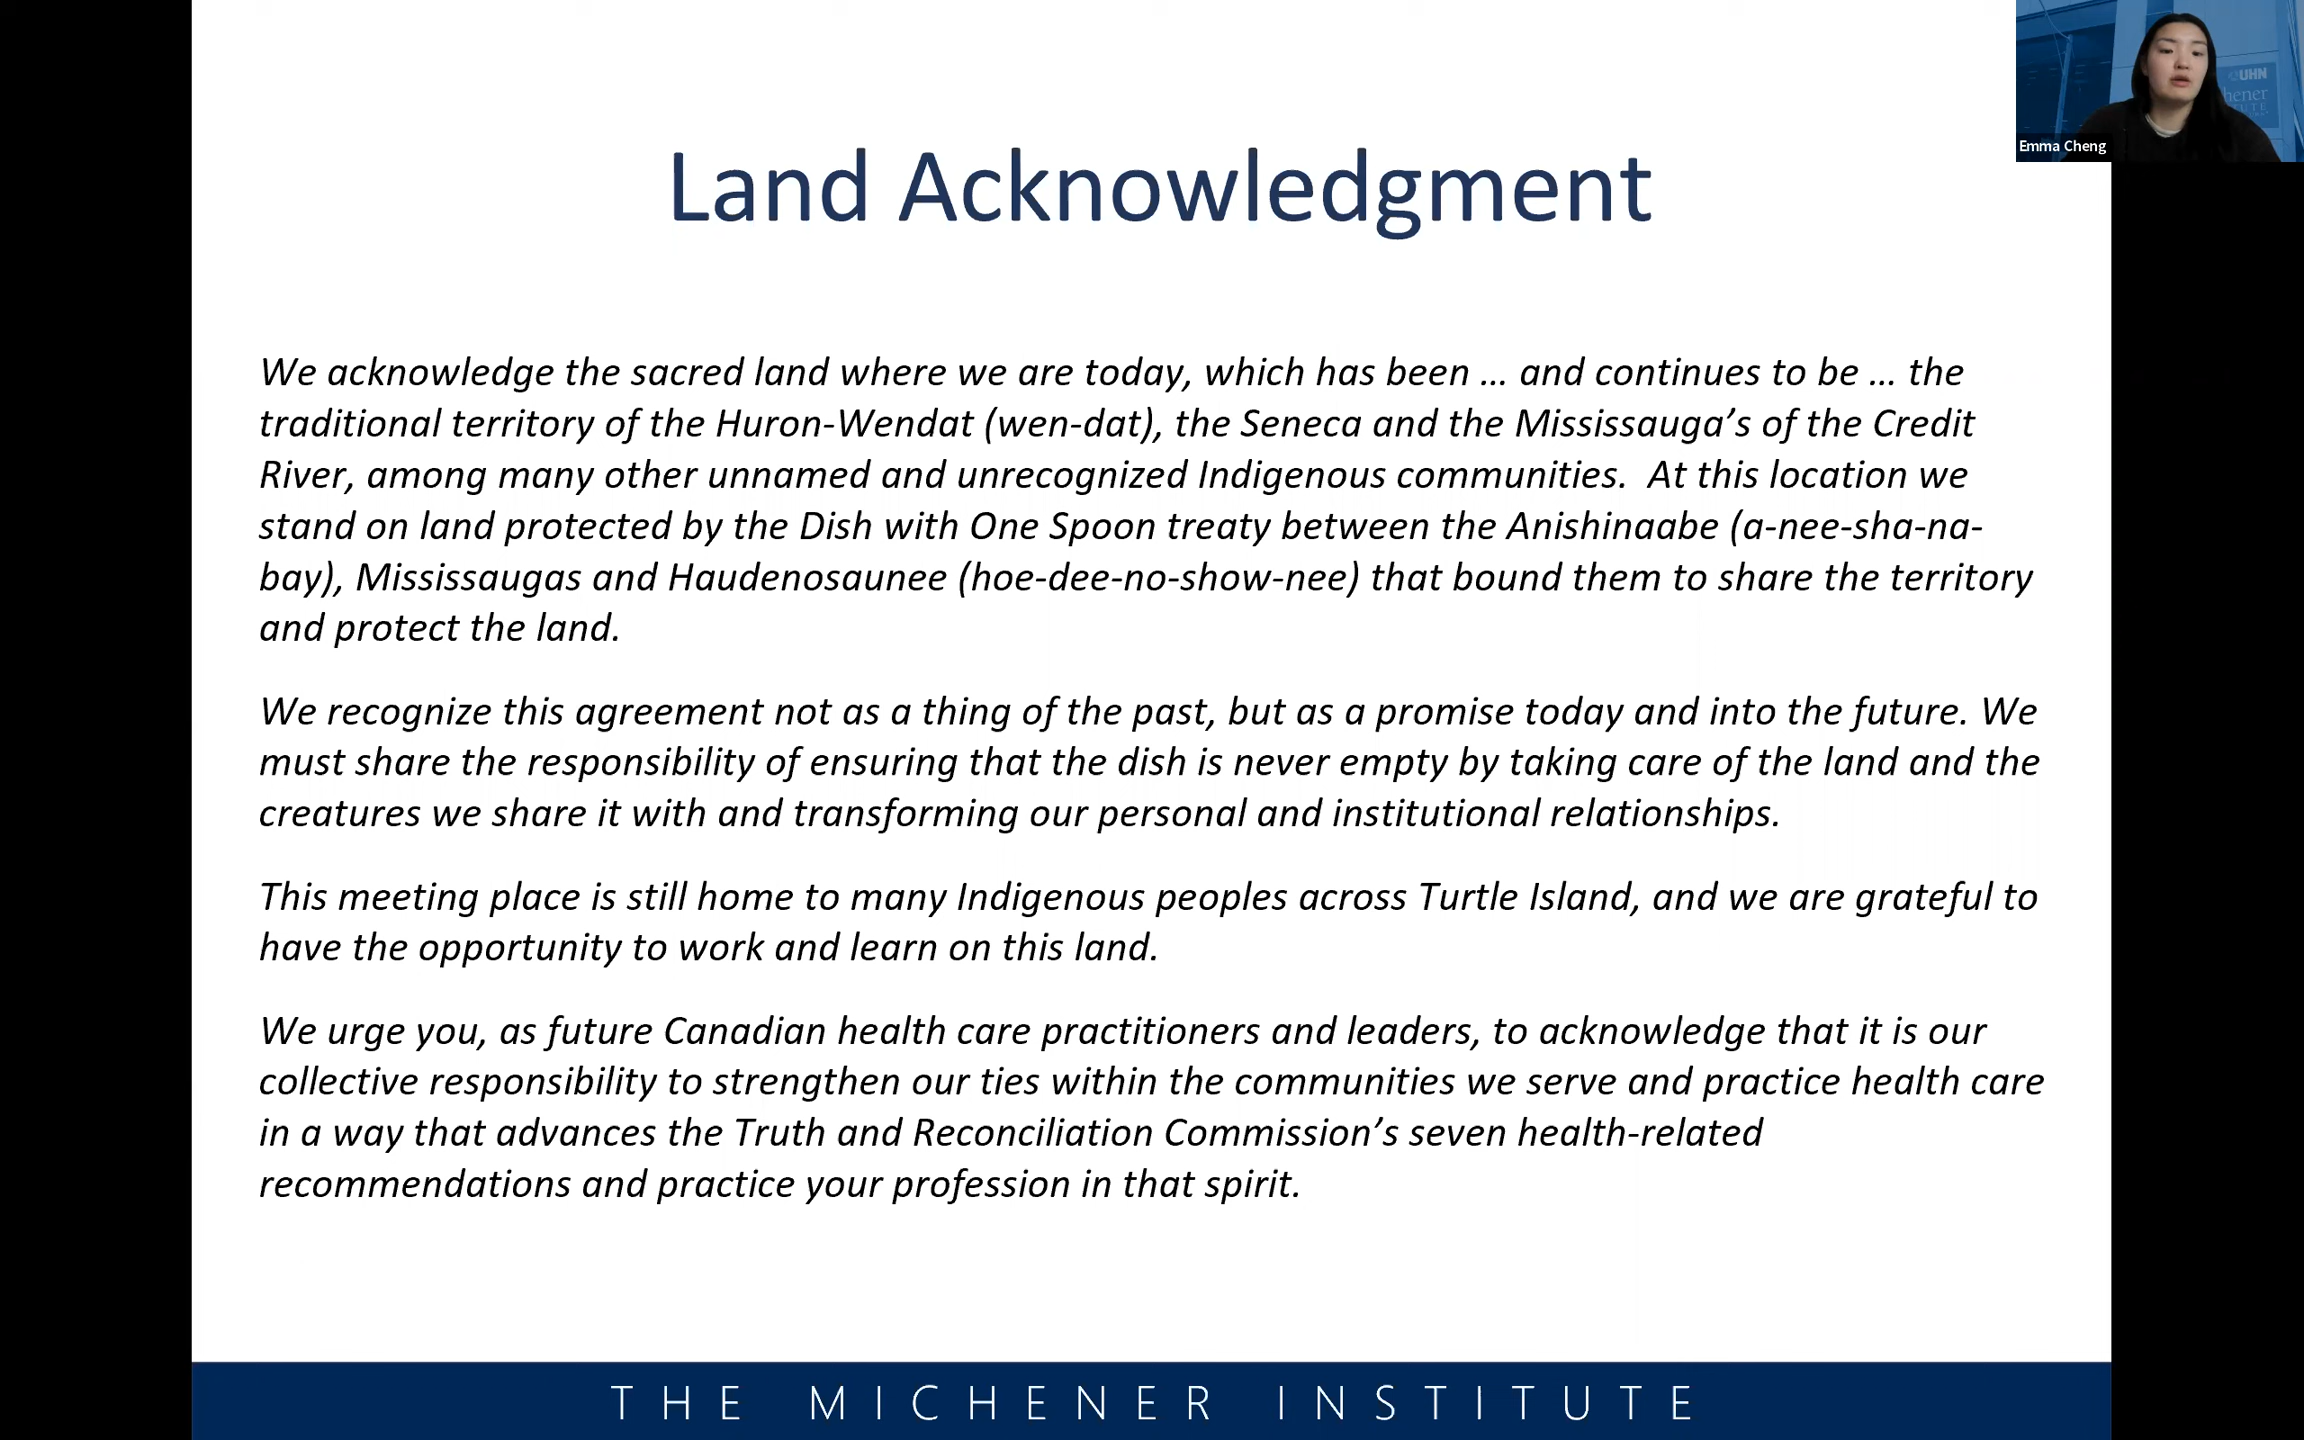 Land Acknowledgment
We acknowledge the sacred land where we are today, which has been … and continues to be … the
traditional territory of the Huron-Wendat (wen-dat), the Seneca and the Mississauga’s of the Credit
River, among many other unnamed and unrecognized Indigenous communities.  At this location we
stand on land protected by the Dish with One Spoon treaty between the Anishinaabe (a-nee-sha-na-
bay), Mississaugas and Haudenosaunee (hoe-dee-no-show-nee) that bound them to share the territory
and protect the land.
We recognize this agreement not as a thing of the past, but as a promise today and into the future. We
must share the responsibility of ensuring that the dish is never empty by taking care of the land and the
creatures we share it with and transforming our personal and institutional relationships.
This meeting place is still home to many Indigenous peoples across Turtle Island, and we are grateful to
have the opportunity to work and learn on this land.
We urge you, as future Canadian health care practitioners and leaders, to acknowledge that it is our
collective responsibility to strengthen our ties within the communities we serve and practice health care
in a way that advances the Truth and Reconciliation Commission’s seven health-related
recommendations and practice your profession in that spirit.
THE MICHENER INSTITUTE
UHN
Emma Cheng